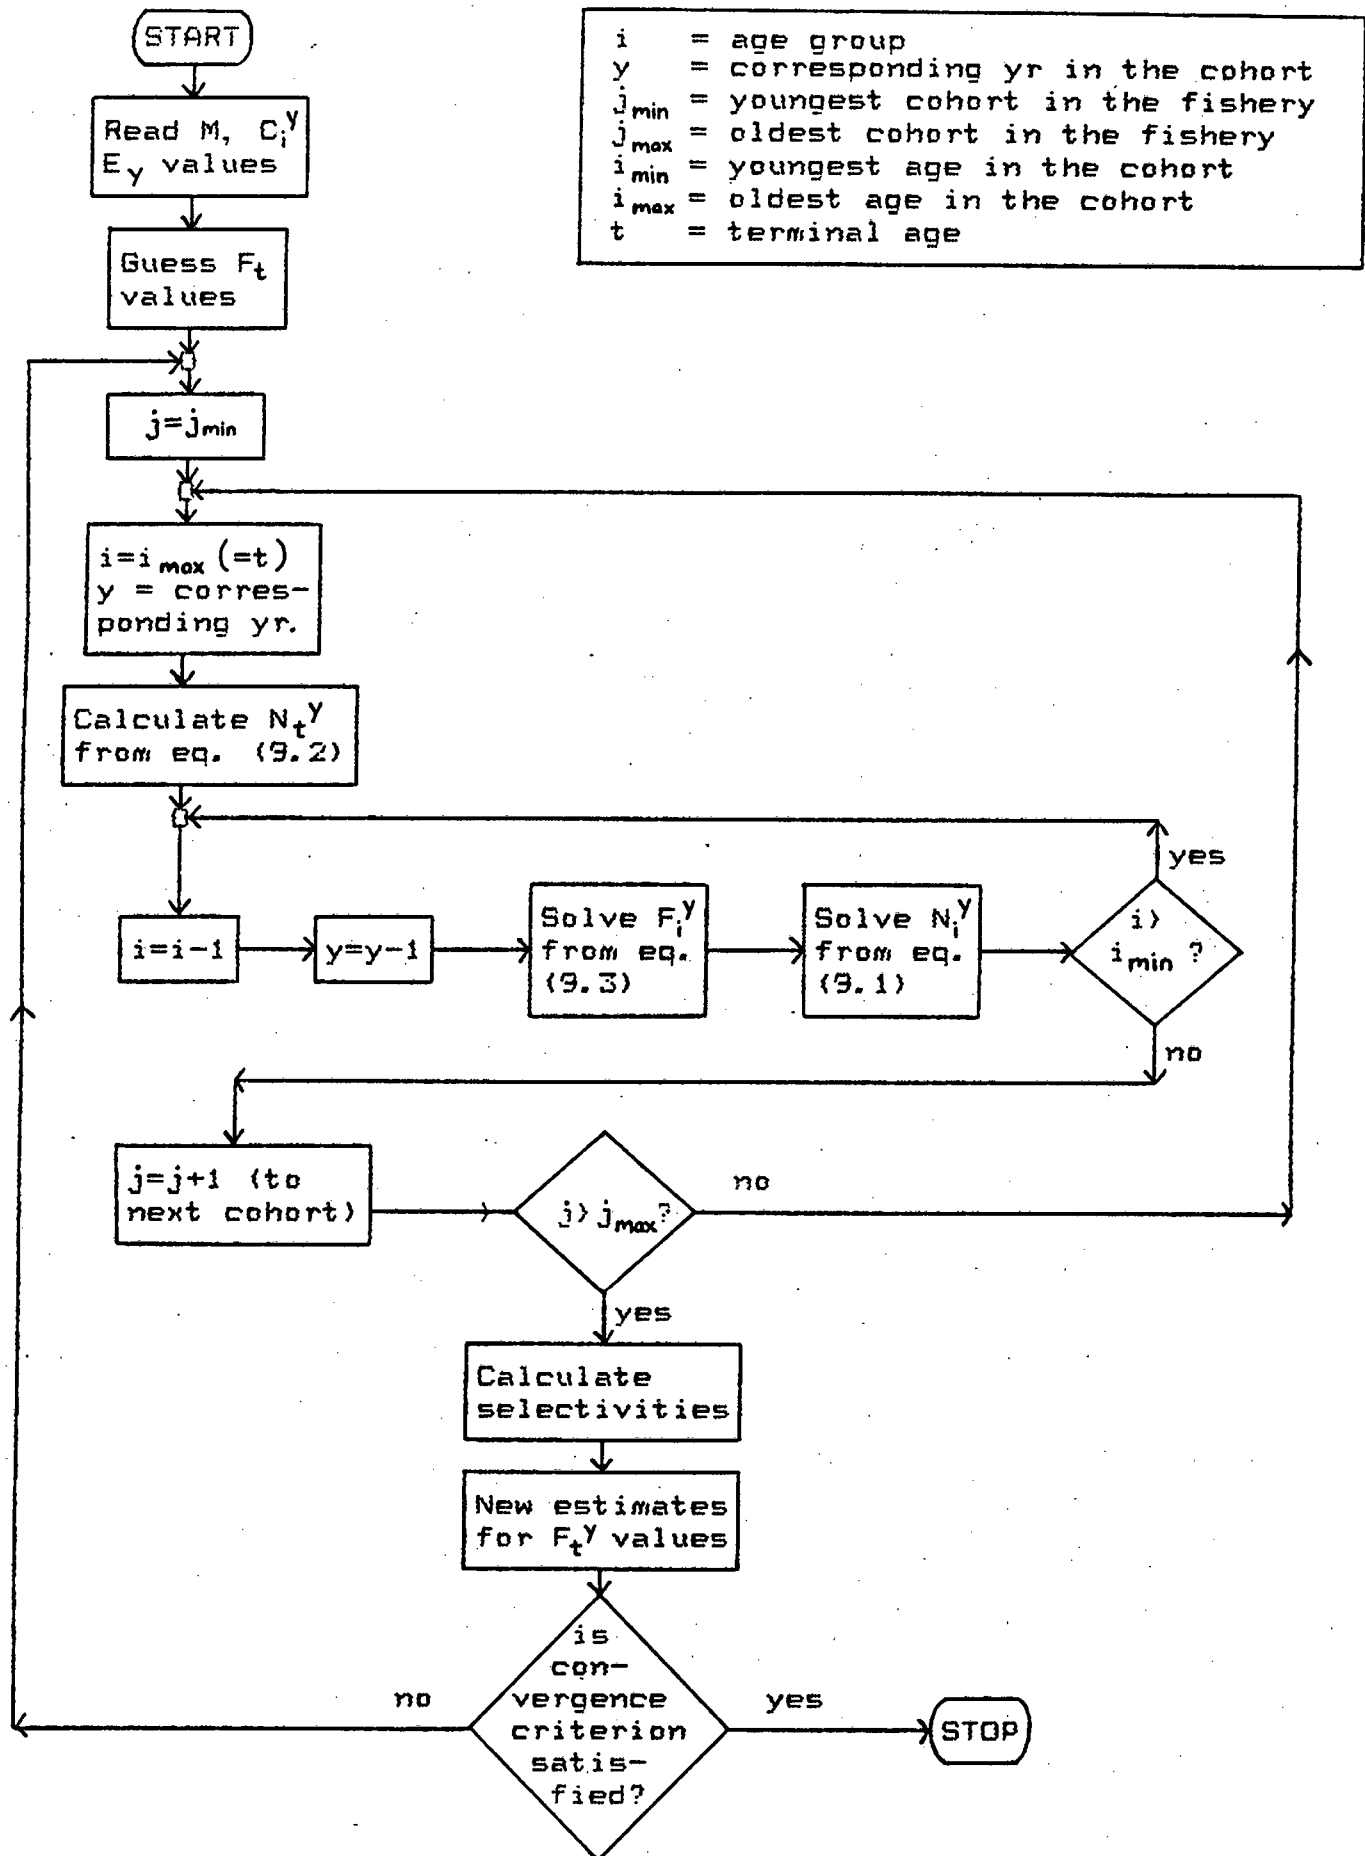 START
i = age group
y = corresponding yr in the cohort
j_min = youngest cohort in the fishery
j_max = oldest cohort in the fishery
i_min = youngest age in the cohort
i_max = oldest age in the cohort
t = terminal age
Read M, C_i^y
E_y values
Guess F_t
values
j=j_min
i=i_max (=t)
y = corres-
ponding yr.
Calculate N_t^y
from eq. (9.2)
i=i-1
y=y-1
Solve F_i^y
from eq.
(9.3)
Solve N_i^y
from eq.
(9.1)
i>
i_min ?
yes
no
j=j+1 (to
next cohort)
j>j_max?
no
yes
Calculate
selectivities
New estimates
for F_t^y values
is
con-
vergence
criterion
satis-
fied?
no
yes
STOP